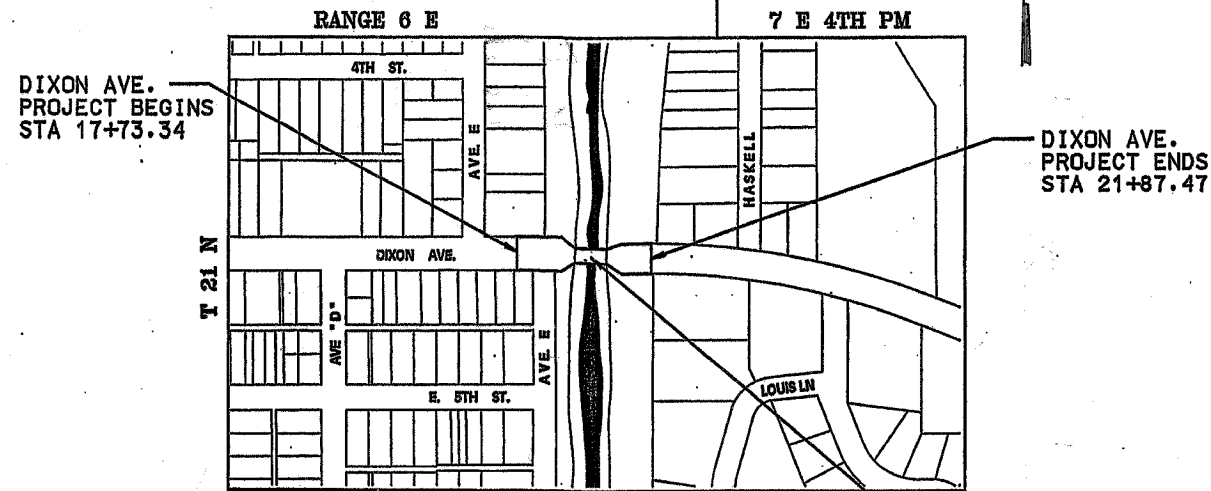 RANGE 6 E
7 E 4TH PM
4TH ST.
DIXON AVE.
PROJECT BEGINS
STA 17+73.34
AVE. E
HASKELL
DIXON AVE.
PROJECT ENDS
STA 21+87.47
T 21 N
DIXON AVE.
AVE "D"
AVE. E
LOUIS LN
E. 5TH ST.